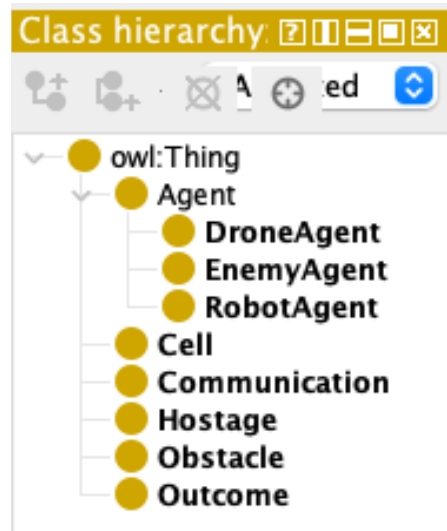 Class hierarchy:
owl:Thing
Agent
DroneAgent
EnemyAgent
RobotAgent
Cell
Communication
Hostage
Obstacle
Outcome